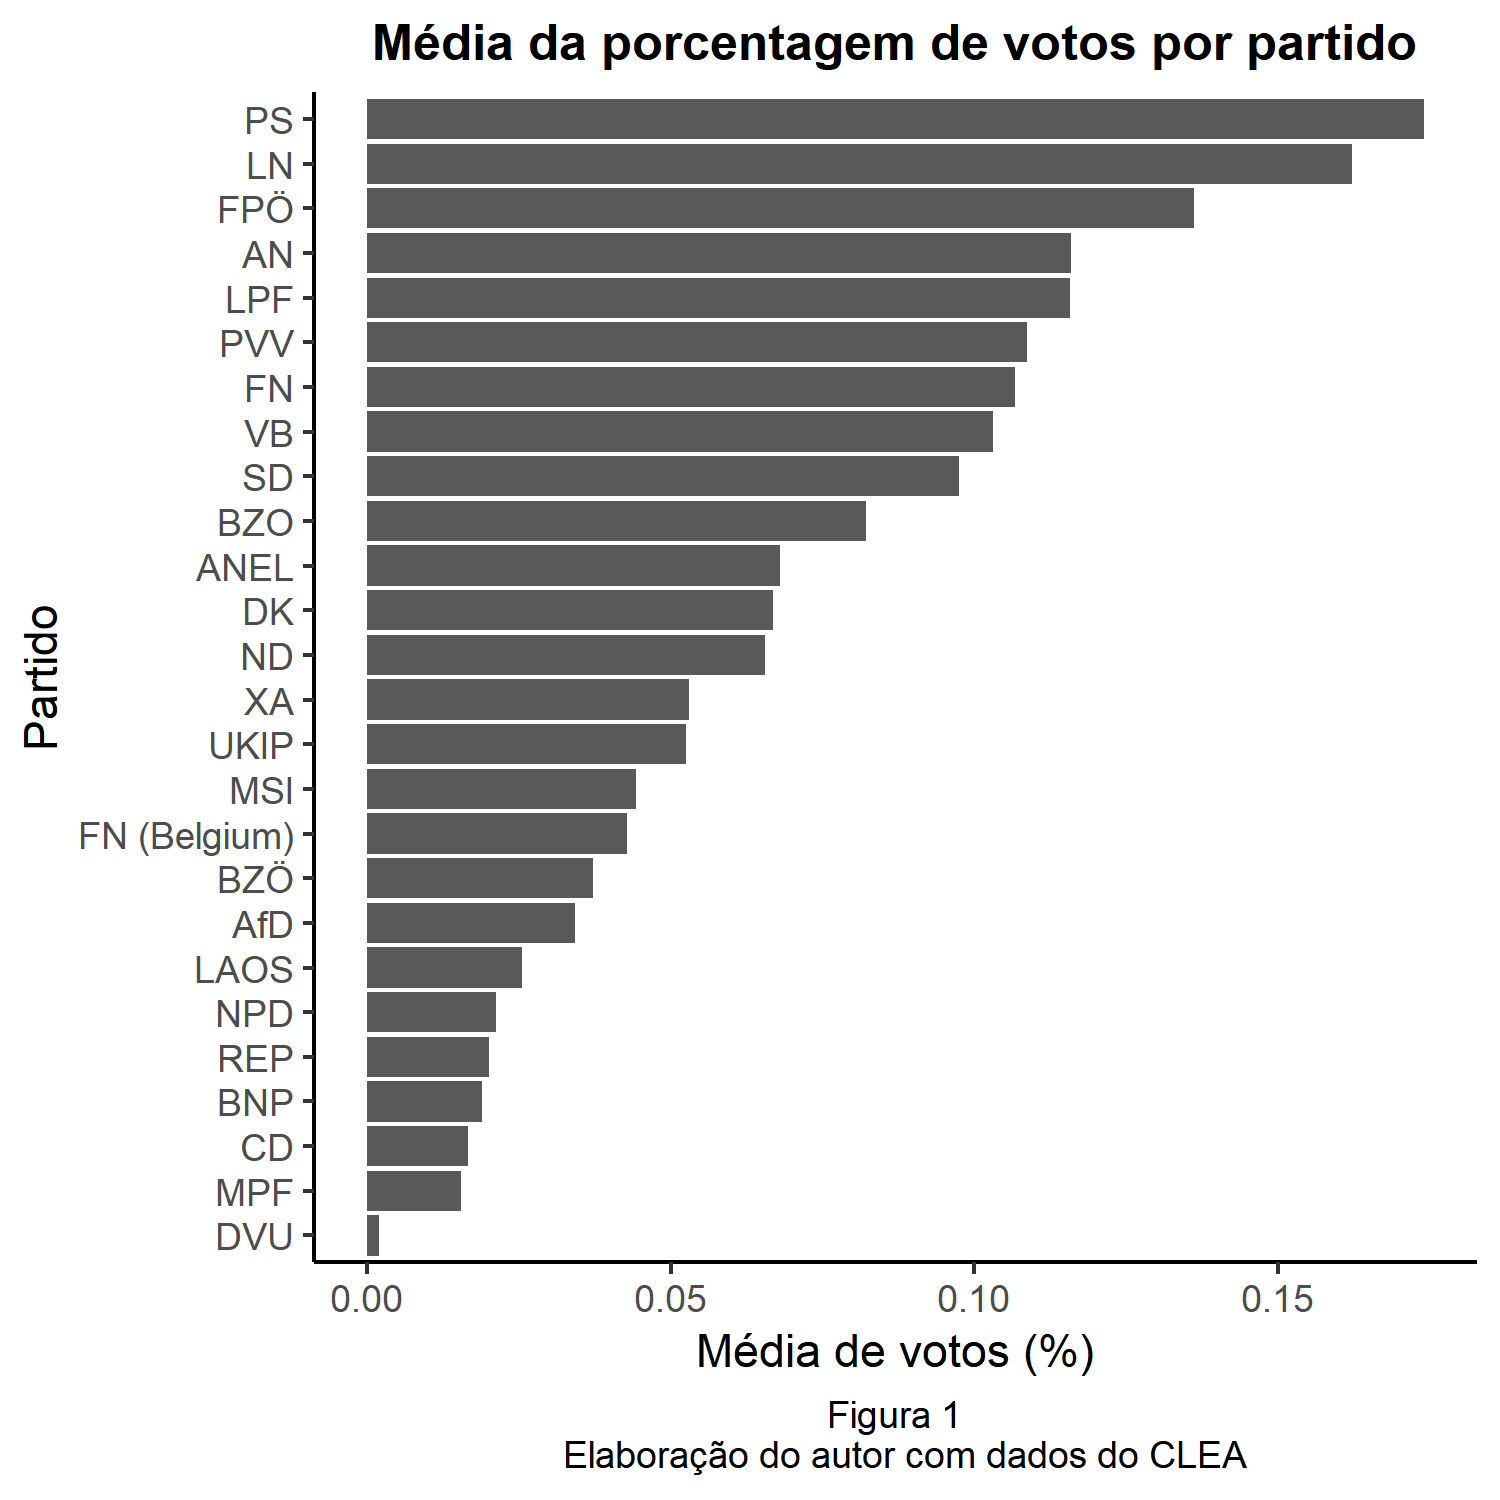 Média da porcentagem de votos por partido
PS
LN
FPÖ
AN
LPF
PVV
FN
VB
SD
BZO
ANEL
DK
ND
XA
UKIP
MSI
FN (Belgium)
BZÖ
AfD
LAOS
NPD
REP
BNP
CD
MPF
DVU
Partido
0.00 0.05 0.10 0.15
Média de votos (%)
Figura 1
Elaboração do autor com dados do CLEA